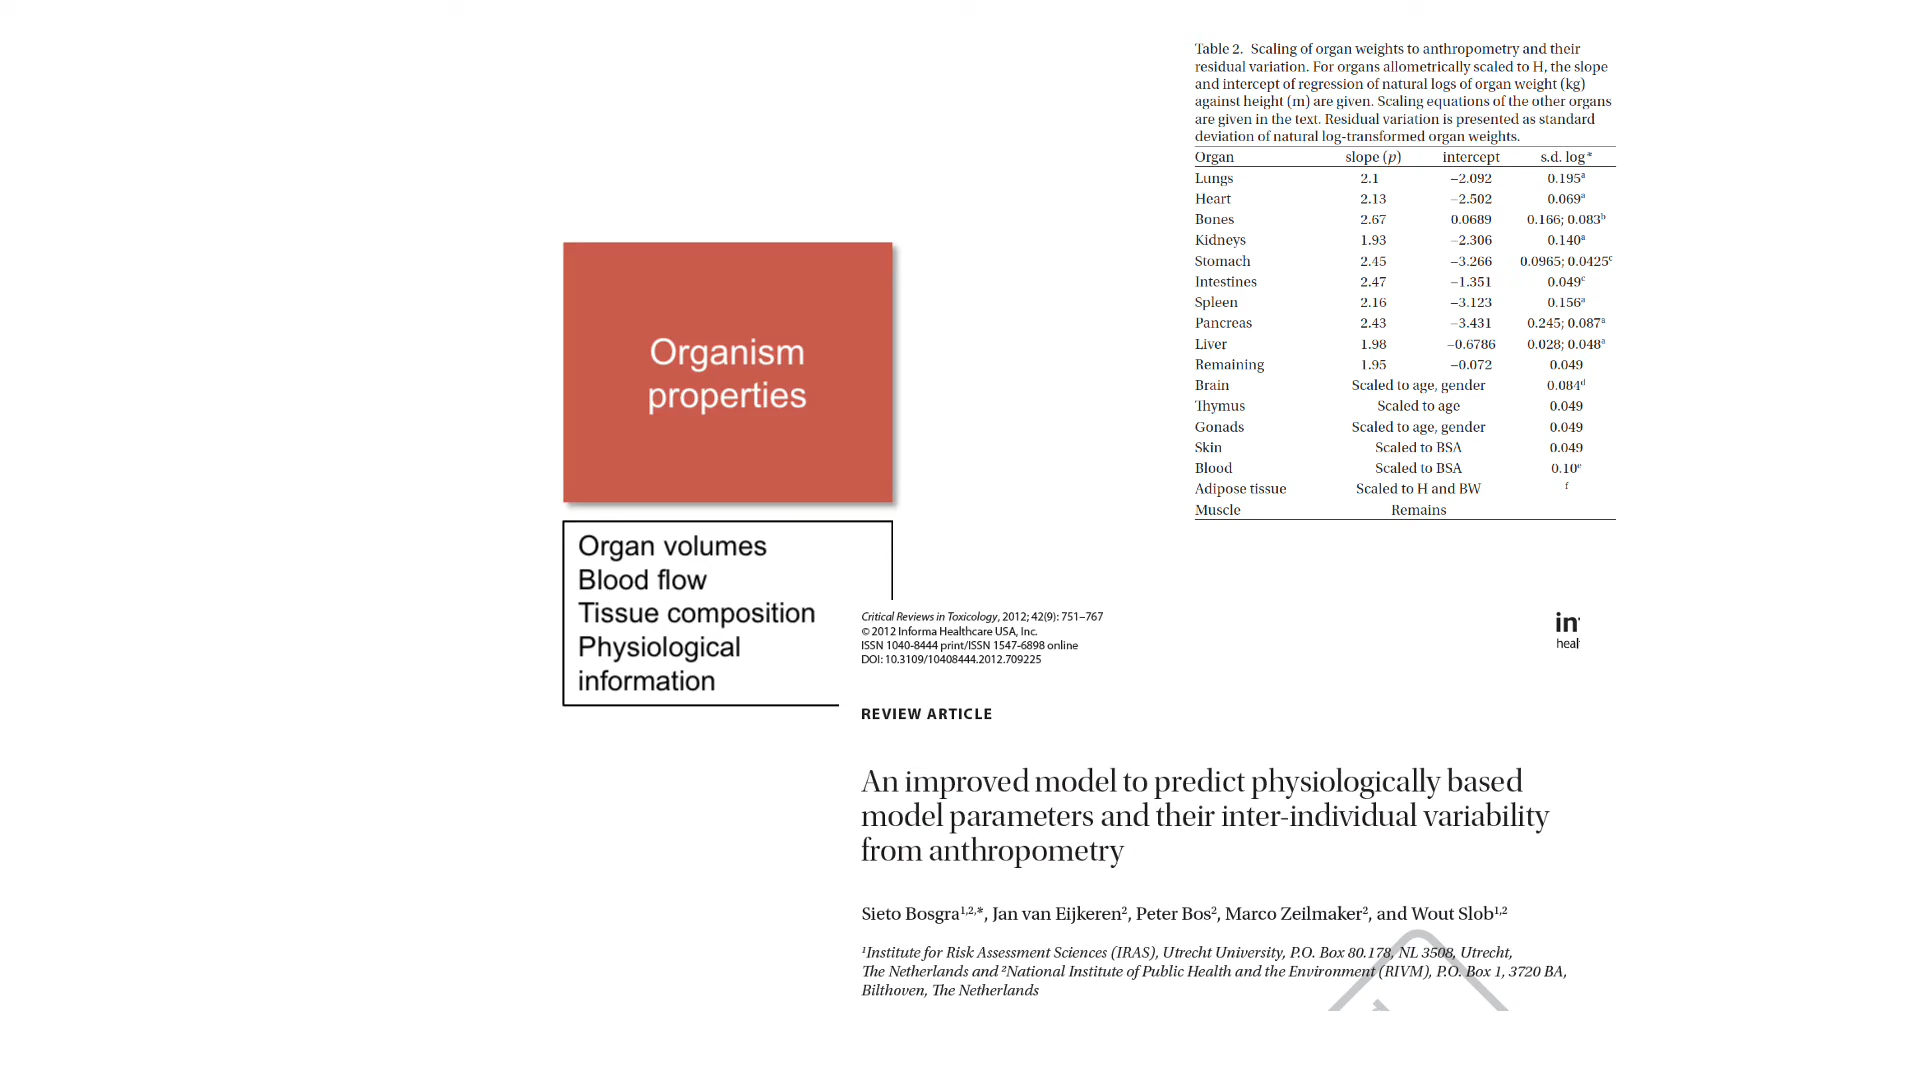 Table 2. Scaling of organ weights to anthropometry and their
residual variation. For organs allometrically scaled to H, the slope
and intercept of regression of natural logs of organ weight (kg)
against height (m) are given. Scaling equations of the other organs
are given in the text. Residual variation is presented as standard
deviation of natural log-transformed organ weights.
Organ slope (p) intercept s.d. log*
Lungs 2.1 −2.092 0.195ᵃ
Heart 2.13 −2.502 0.069ᵃ
Bones 2.67 0.0689 0.166; 0.083ᵇ
Kidneys 1.93 −2.306 0.140ᵃ
Stomach 2.45 −3.266 0.0965; 0.0425ᶜ
Intestines 2.47 −1.351 0.049ᶜ
Spleen 2.16 −3.123 0.156ᵃ
Pancreas 2.43 −3.431 0.245; 0.087ᵃ
Liver 1.98 −0.6786 0.028; 0.048ᵃ
Remaining 1.95 −0.072 0.049
Brain Scaled to age, gender 0.084ᵈ
Thymus Scaled to age 0.049
Gonads Scaled to age, gender 0.049
Skin Scaled to BSA 0.049
Blood Scaled to BSA 0.10ᵉ
Adipose tissue Scaled to H and BW ᶠ
Muscle Remains
Organism
properties
Organ volumes
Blood flow
Tissue composition
Physiological
information
Critical Reviews in Toxicology, 2012; 42(9): 751–767
© 2012 Informa Healthcare USA, Inc.
ISSN 1040-8444 print/ISSN 1547-6898 online
DOI: 10.3109/10408444.2012.709225
REVIEW ARTICLE
An improved model to predict physiologically based
model parameters and their inter-individual variability
from anthropometry
Sieto Bosgra¹,²,*, Jan van Eijkeren², Peter Bos², Marco Zeilmaker², and Wout Slob¹,²
¹Institute for Risk Assessment Sciences (IRAS), Utrecht University, P.O. Box 80.178, NL 3508, Utrecht,
The Netherlands and ²National Institute of Public Health and the Environment (RIVM), P.O. Box 1, 3720 BA,
Bilthoven, The Netherlands